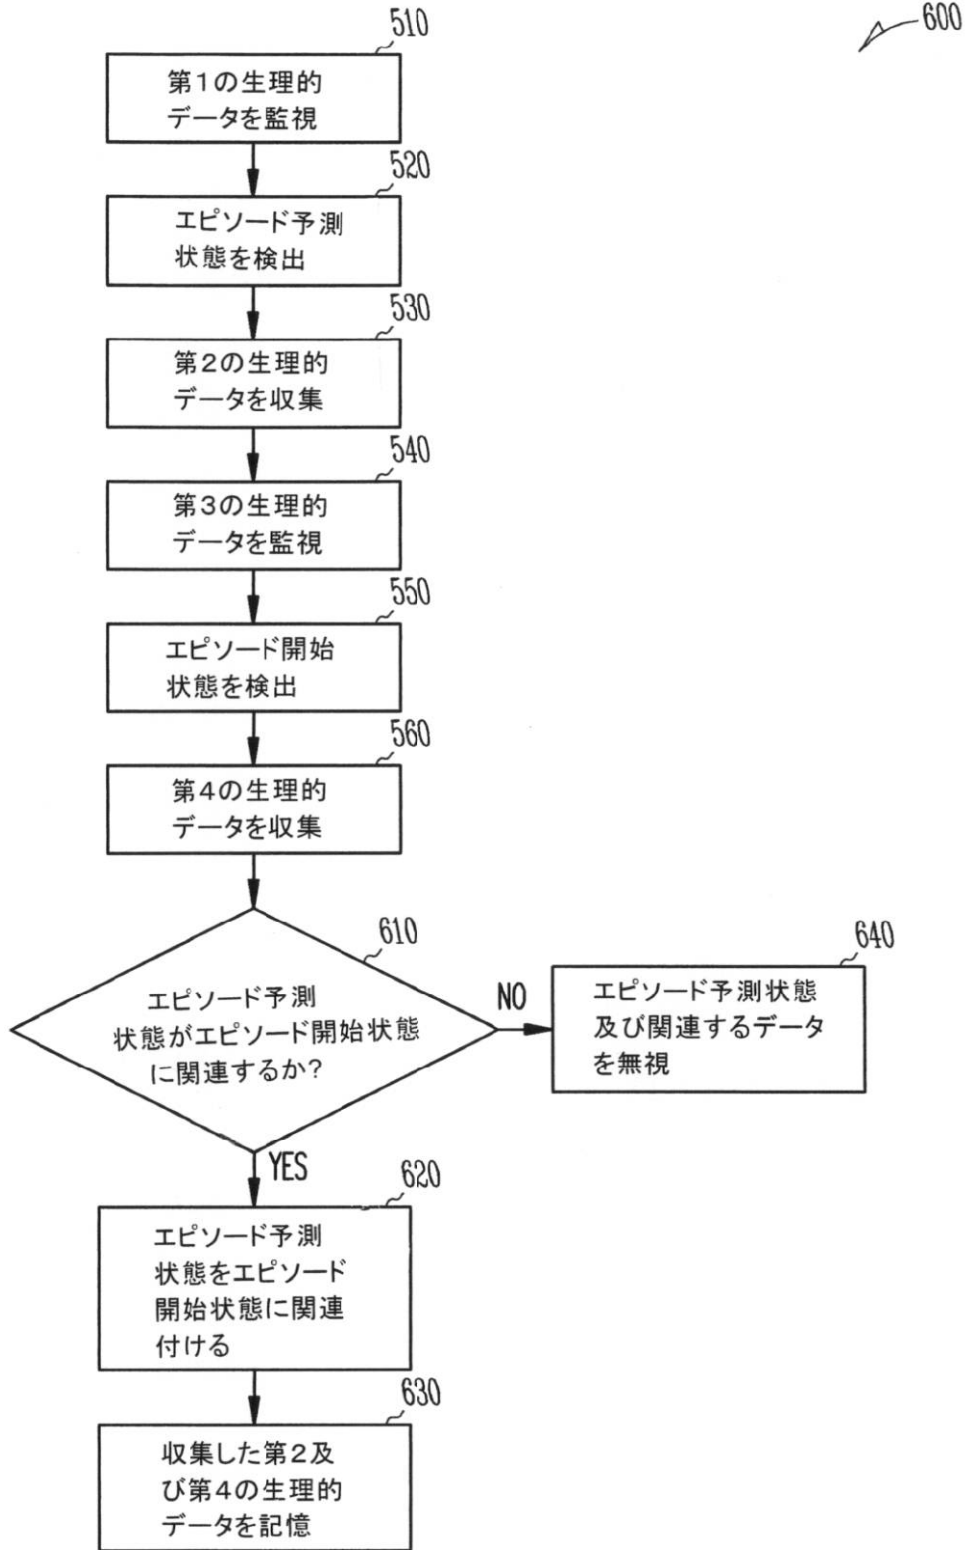 600
510
第1の生理的
データを監視
520
エピソード予測
状態を検出
530
第2の生理的
データを収集
540
第3の生理的
データを監視
550
エピソード開始
状態を検出
560
第4の生理的
データを収集
610
エピソード予測
状態がエピソード開始状態
に関連するか?
NO
640
エピソード予測状態
及び関連するデータ
を無視
YES
620
エピソード予測
状態をエピソード
開始状態に関連
付ける
630
収集した第2及
び第4の生理的
データを記憶